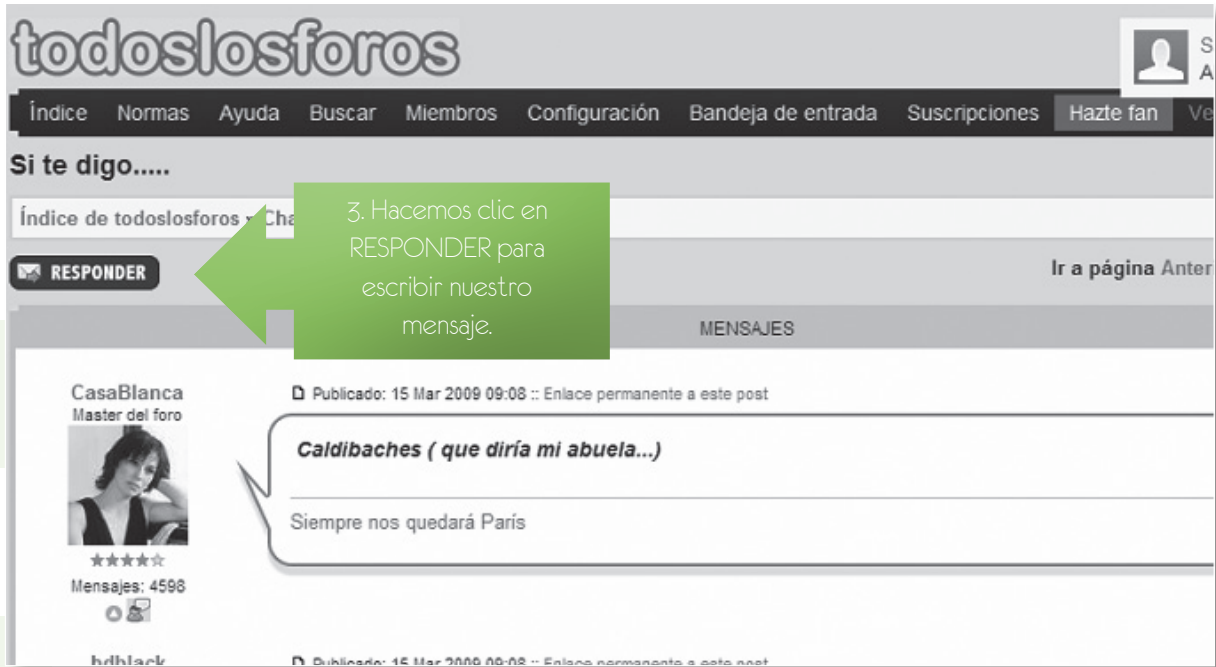 todoslosforos
S
A
Índice Normas Ayuda Buscar Miembros Configuración Bandeja de entrada Suscripciones Hazte fan Ve
Si te digo.....
Índice de todoslosforos » Cha
3. Hacemos clic en
RESPONDER para
escribir nuestro
mensaje.
RESPONDER
Ir a página Anter
MENSAJES
CasaBlanca
Master del foro
Publicado: 15 Mar 2009 09:08 :: Enlace permanente a este post
Caldibaches ( que diría mi abuela...)
Siempre nos quedará París
Mensajes: 4598
bdblack
Publicado: 15 Mar 2009 09:08 :: Enlace permanente a este post